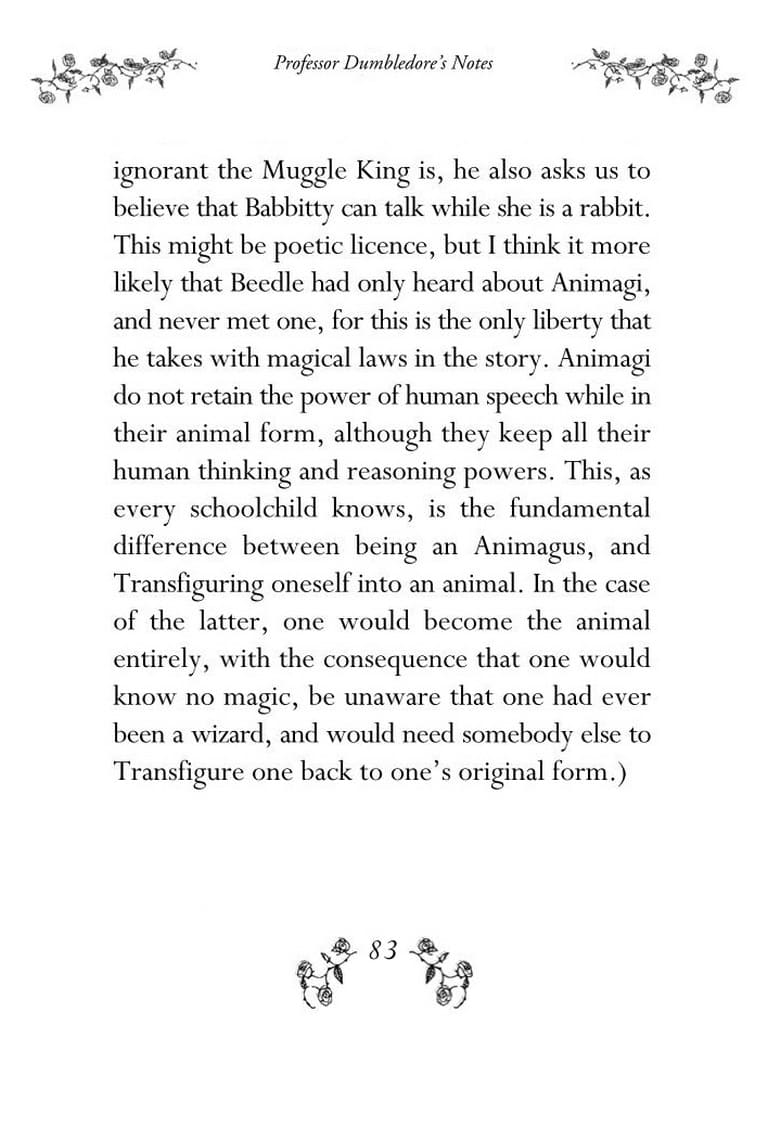 Professor Dumbledore’s Notes
ignorant the Muggle King is, he also asks us to
believe that Babbitty can talk while she is a rabbit.
This might be poetic licence, but I think it more
likely that Beedle had only heard about Animagi,
and never met one, for this is the only liberty that
he takes with magical laws in the story. Animagi
do not retain the power of human speech while in
their animal form, although they keep all their
human thinking and reasoning powers. This, as
every schoolchild knows, is the fundamental
difference between being an Animagus, and
Transfiguring oneself into an animal. In the case
of the latter, one would become the animal
entirely, with the consequence that one would
know no magic, be unaware that one had ever
been a wizard, and would need somebody else to
Transfigure one back to one’s original form.)
83